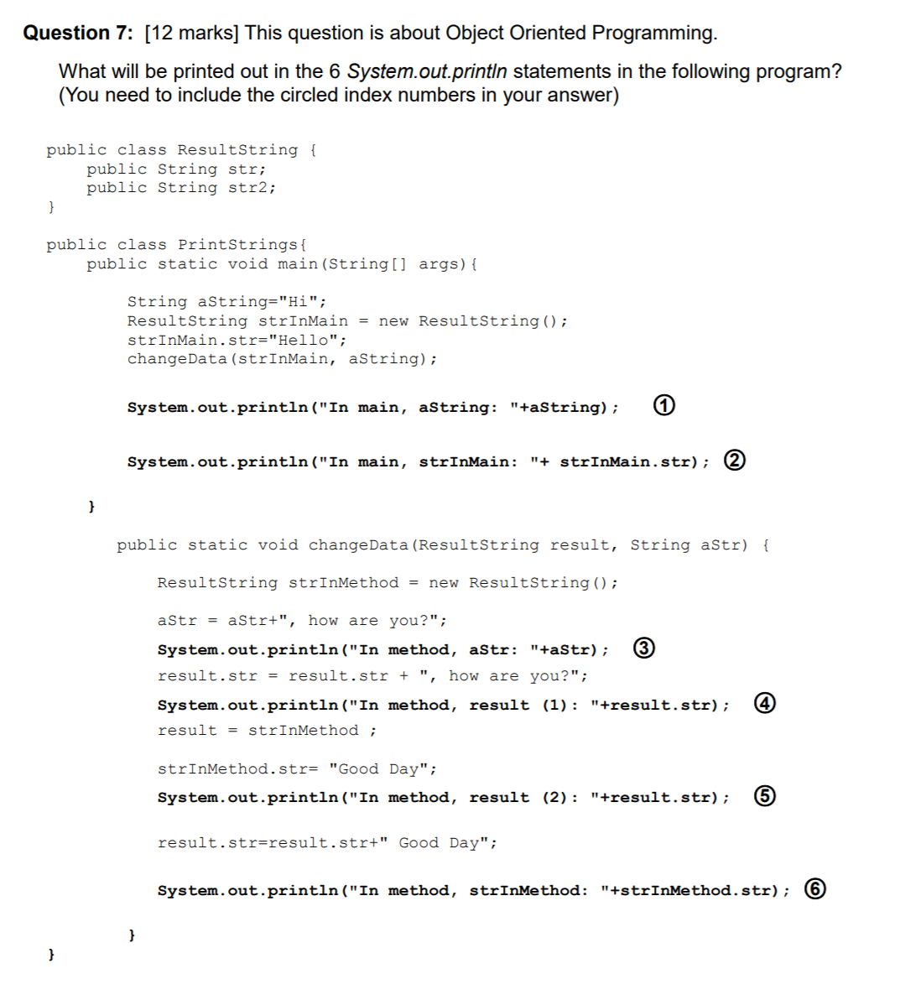 Question 7: [12 marks] This question is about Object Oriented Programming.
What will be printed out in the 6 System.out.println statements in the following program?
(You need to include the circled index numbers in your answer)
public class ResultString {
public String str;
public String str2;
}
public class PrintStrings{
public static void main(String[] args){
String aString="Hi";
ResultString strInMain = new ResultString();
strInMain.str="Hello";
changeData(strInMain, aString);
System.out.println("In main, aString: "+aString); ①
System.out.println("In main, strInMain: "+ strInMain.str); ②
}
public static void changeData(ResultString result, String aStr) {
ResultString strInMethod = new ResultString();
aStr = aStr+", how are you?";
System.out.println("In method, aStr: "+aStr); ③
result.str = result.str + ", how are you?";
System.out.println("In method, result (1): "+result.str); ④
result = strInMethod ;
strInMethod.str= "Good Day";
System.out.println("In method, result (2): "+result.str); ⑤
result.str=result.str+" Good Day";
System.out.println("In method, strInMethod: "+strInMethod.str); ⑥
}
}